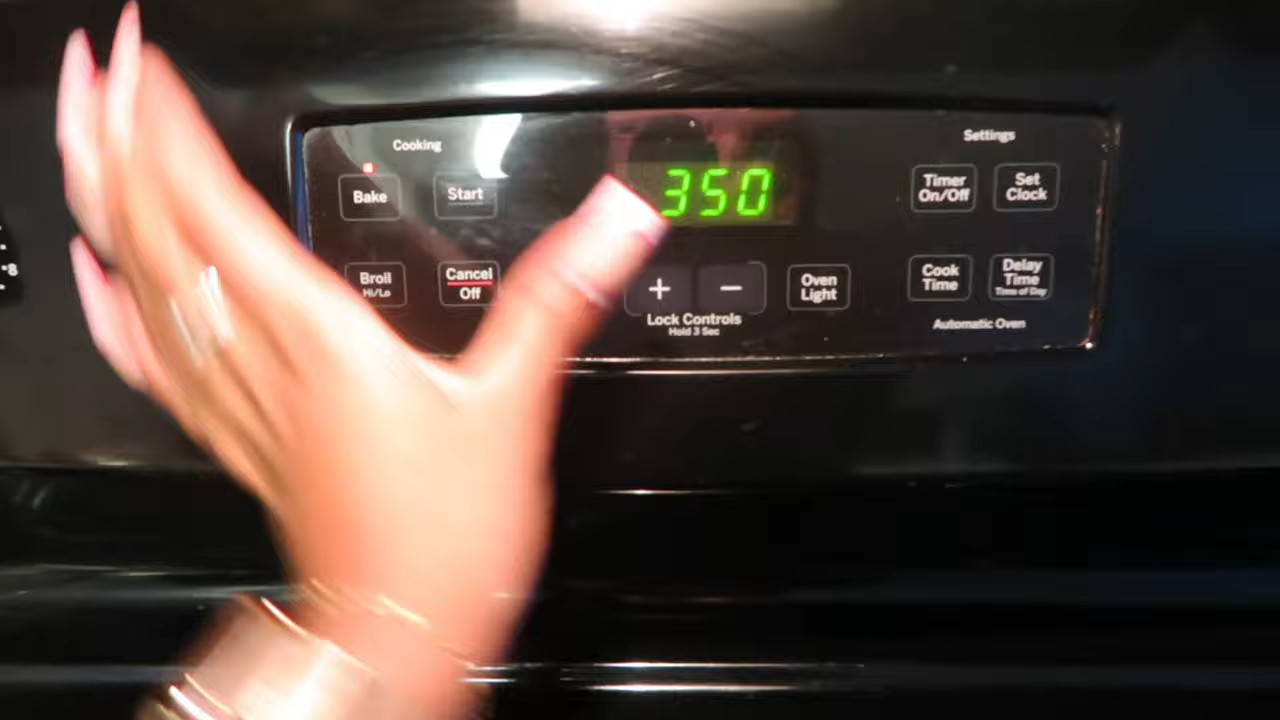 Cooking
Settings
350
Bake
Start
Timer
On/Off
Set
Clock
Broil
Hi/Lo
Cancel
Off
+
−
Oven
Light
Cook
Time
Delay
Time
Time of Day
Lock Controls
Hold 3 Sec
Automatic Oven
8